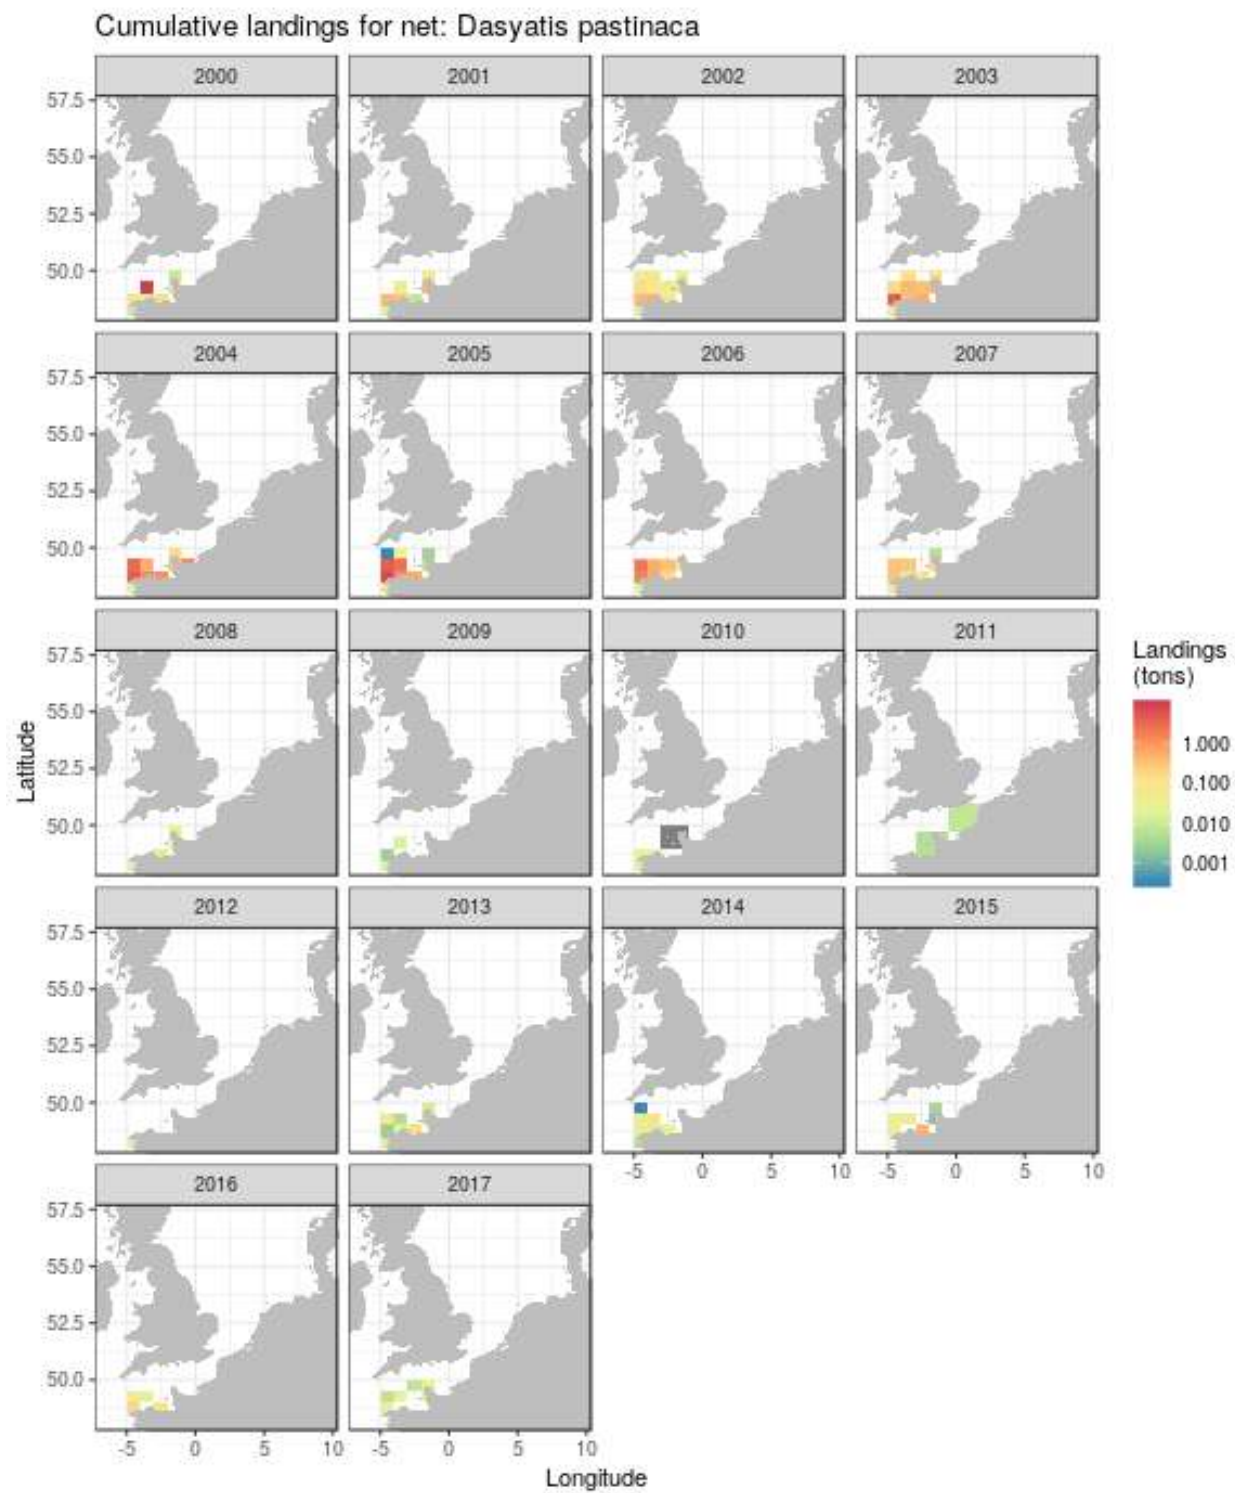 Cumulative landings for net: Dasyatis pastinaca
2000 2001 2002 2003
57.5
55.0
52.5
50.0
2004 2005 2006 2007
57.5
55.0
52.5
50.0
2008 2009 2010 2011
57.5
55.0
52.5
50.0
Latitude
Landings
(tons)
1.000
0.100
0.010
0.001
2012 2013 2014 2015
57.5
55.0
52.5
50.0
-5 0 5 10 -5 0 5 10
2016 2017
57.5
55.0
52.5
50.0
-5 0 5 10 -5 0 5 10
Longitude